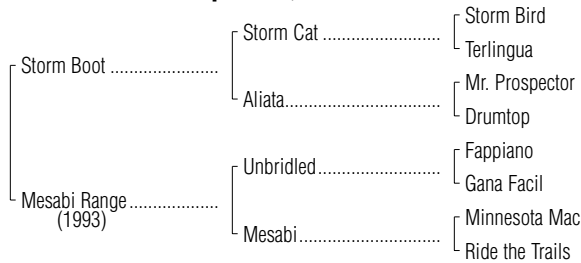 Storm Boot ......................
Storm Cat ........................
Storm Bird
Terlingua
Aliata................................
Mr. Prospector
Drumtop
Mesabi Range..................
(1993)
Unbridled.........................
Fappiano
Gana Facil
Mesabi.............................
Minnesota Mac
Ride the Trails